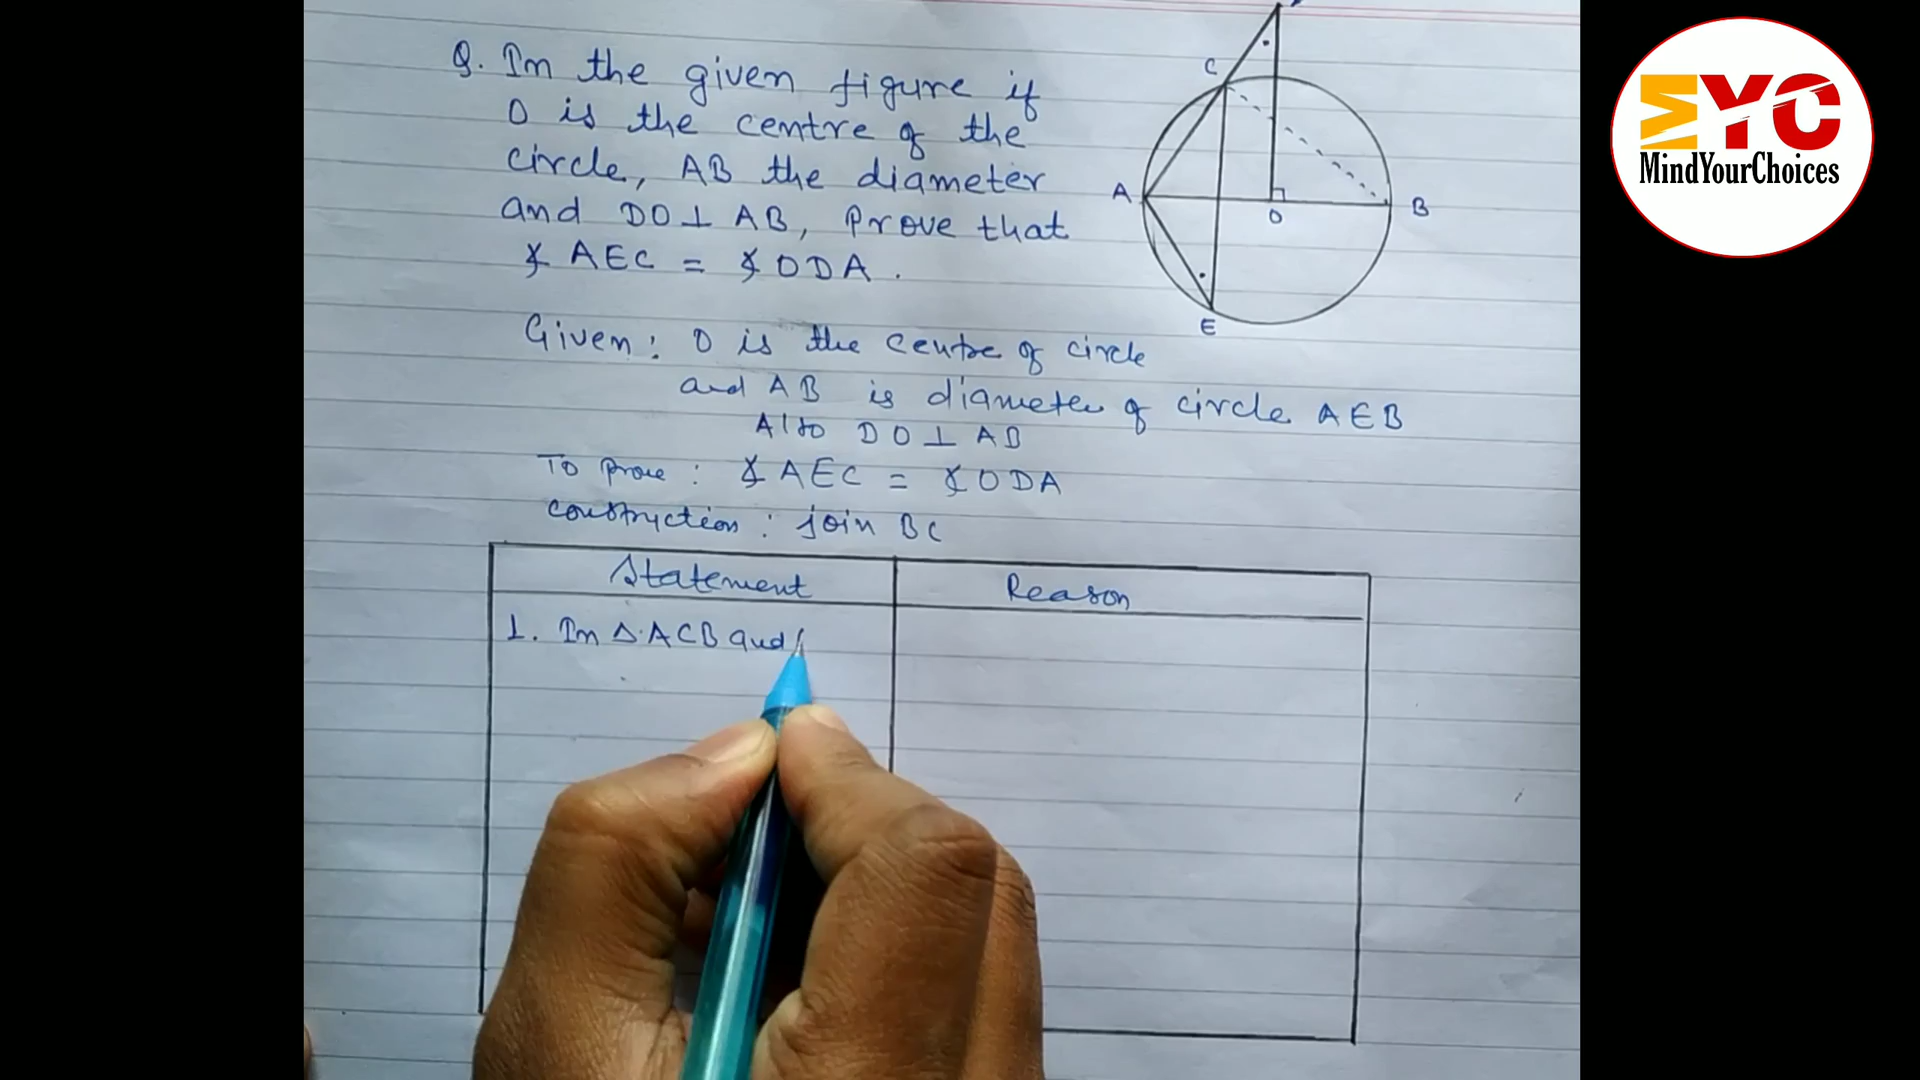 Q. In the given figure if
O is the centre of the
circle, AB the diameter
and DO⊥ AB, Prove that
∡ AEC = ∡ ODA.
Given: O is the centre of circle
and AB is diameter of circle AEB
Also DO ⊥ AB
To prove: ∡ AEC = ∡ ODA
construction: join BC
Statement Reason
1. In Δ ACB and
C
A
O
B
E
MYC
MindYourChoices